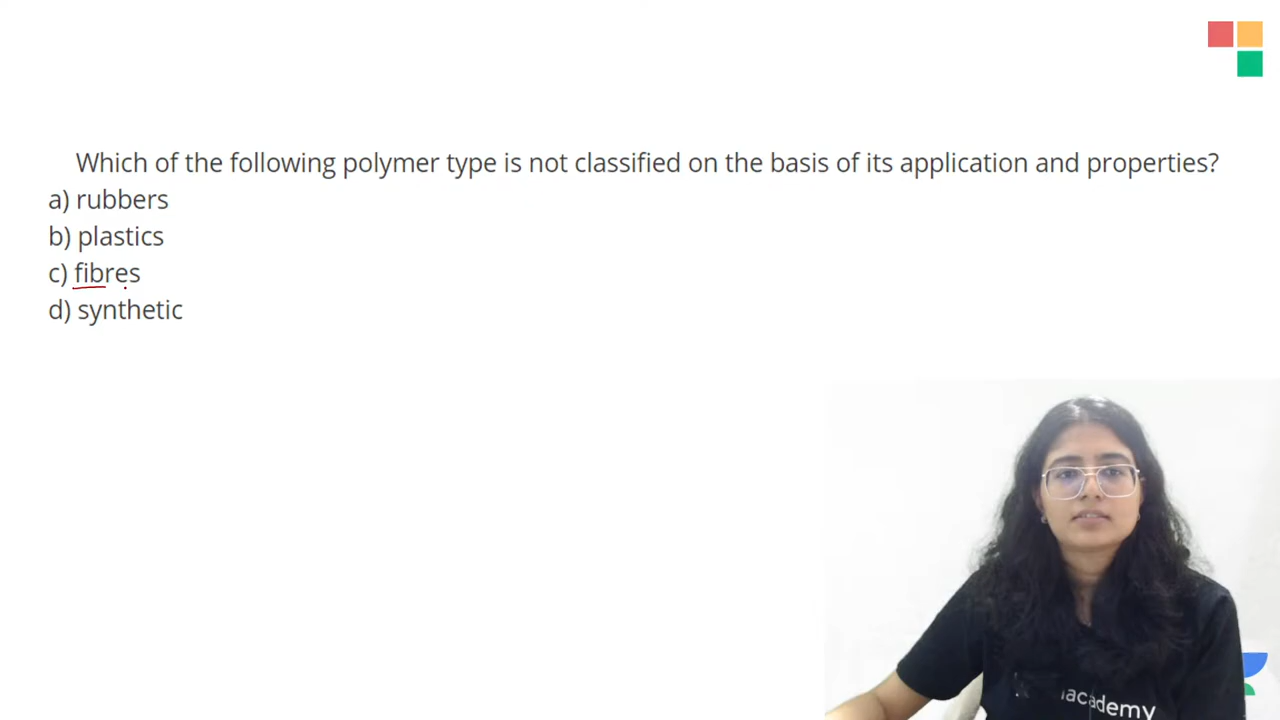 Which of the following polymer type is not classified on the basis of its application and properties?
a) rubbers
b) plastics
c) fibres
d) synthetic
nacademy